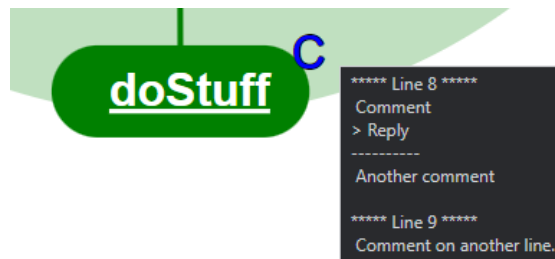 doStuff
C
***** Line 8 *****
Comment
> Reply
----------
Another comment

***** Line 9 *****
Comment on another line.